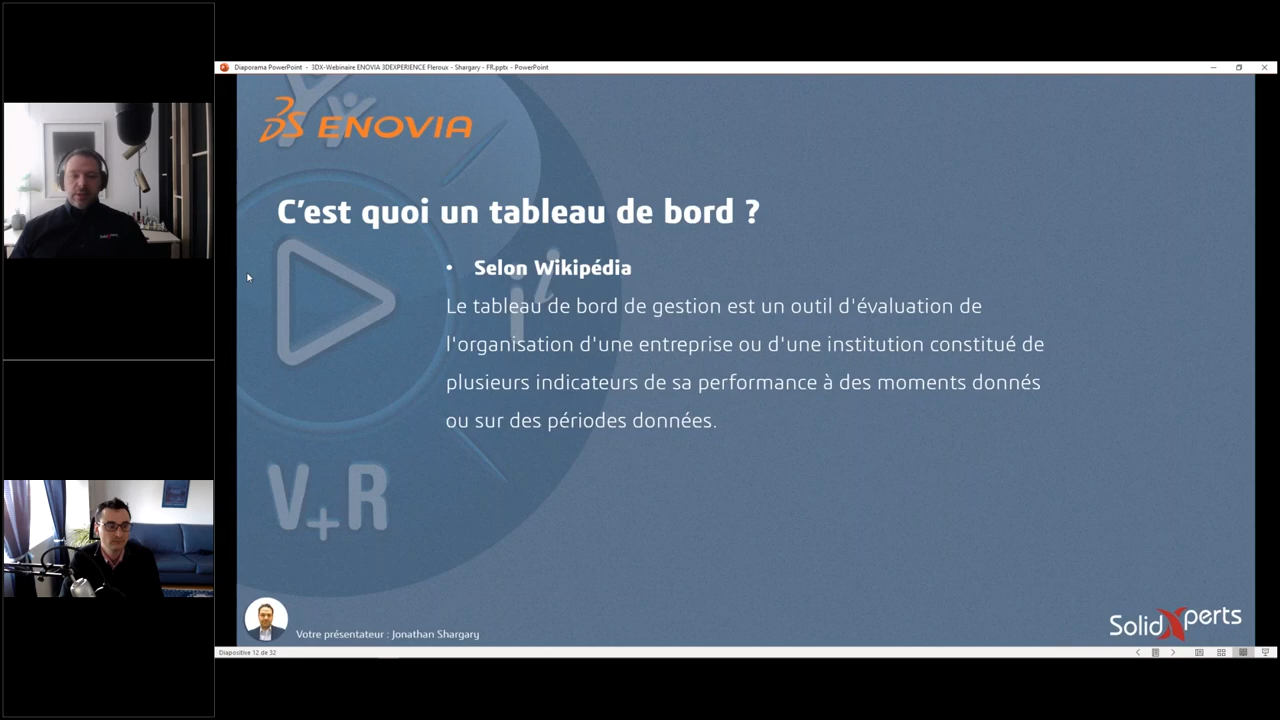 Diaporama PowerPoint - 3DX-Webinaire ENOVIA 3DEXPERIENCE Fleroux - Shargary - FR.pptx - PowerPoint
ENOVIA
C'est quoi un tableau de bord ?
• Selon Wikipédia
Le tableau de bord de gestion est un outil d'évaluation de
l'organisation d'une entreprise ou d'une institution constitué de
plusieurs indicateurs de sa performance à des moments donnés
ou sur des périodes données.
i
V+R
Votre présentateur : Jonathan Shargary
SolidXperts
Diapositive 12 de 32